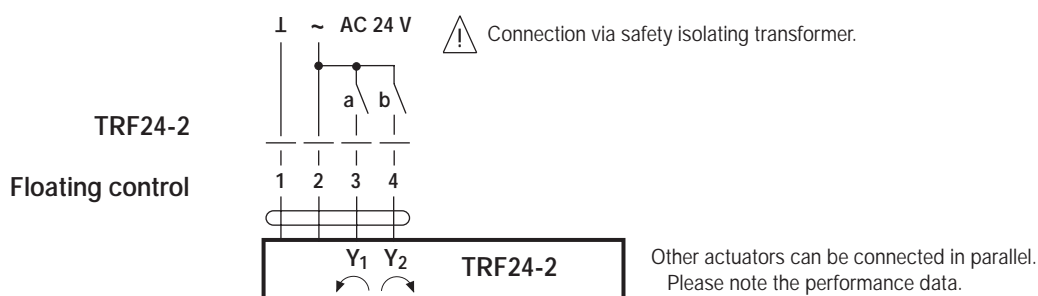 ⊥ ~ AC 24 V
Connection via safety isolating transformer.
a b
TRF24-2
Floating control
1 2 3 4
Y1 Y2
TRF24-2
Other actuators can be connected in parallel.
Please note the performance data.